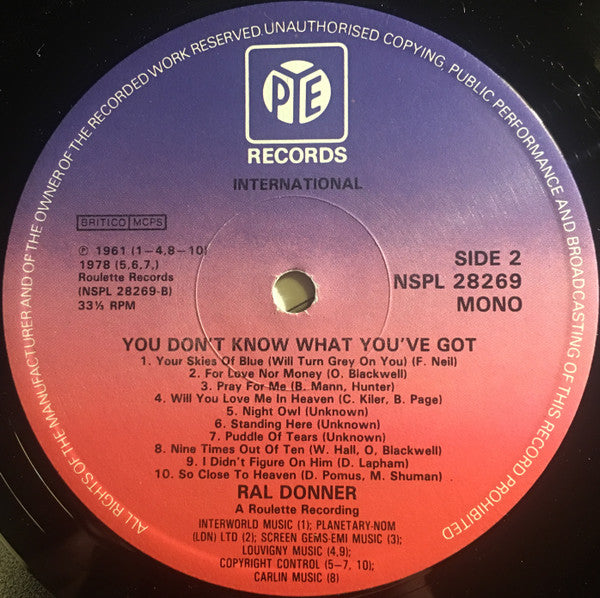 ALL RIGHTS OF THE MANUFACTURER AND OF THE OWNER OF THE RECORDED WORK RESERVED. UNAUTHORISED COPYING, PUBLIC PERFORMANCE AND BROADCASTING OF THIS RECORD PROHIBITED
PYE
RECORDS
INTERNATIONAL
BRITICO MCPS
℗ 1961 (1-4,8-10)
1978 (5,6,7,)
Roulette Records
(NSPL 28269-B)
33⅓ RPM
SIDE 2
NSPL 28269
MONO
YOU DON'T KNOW WHAT YOU'VE GOT
1. Your Skies Of Blue (Will Turn Grey On You) (F. Neil)
2. For Love Nor Money (O. Blackwell)
3. Pray For Me (B. Mann, Hunter)
4. Will You Love Me In Heaven (C. Kiler, B. Page)
5. Night Owl (Unknown)
6. Standing Here (Unknown)
7. Puddle Of Tears (Unknown)
8. Nine Times Out Of Ten (W. Hall, O, Blackwell)
9. I Didn't Figure On Him (D. Lapham)
10. So Close To Heaven (D. Pomus, M. Shuman)
RAL DONNER
A Roulette Recording
INTERWORLD MUSIC (1); PLANETARY-NOM
(LDN) LTD (2); SCREEN GEMS-EMI MUSIC (3);
LOUVIGNY MUSIC (4,9);
COPYRIGHT CONTROL (5-7, 10);
CARLIN MUSIC (8)